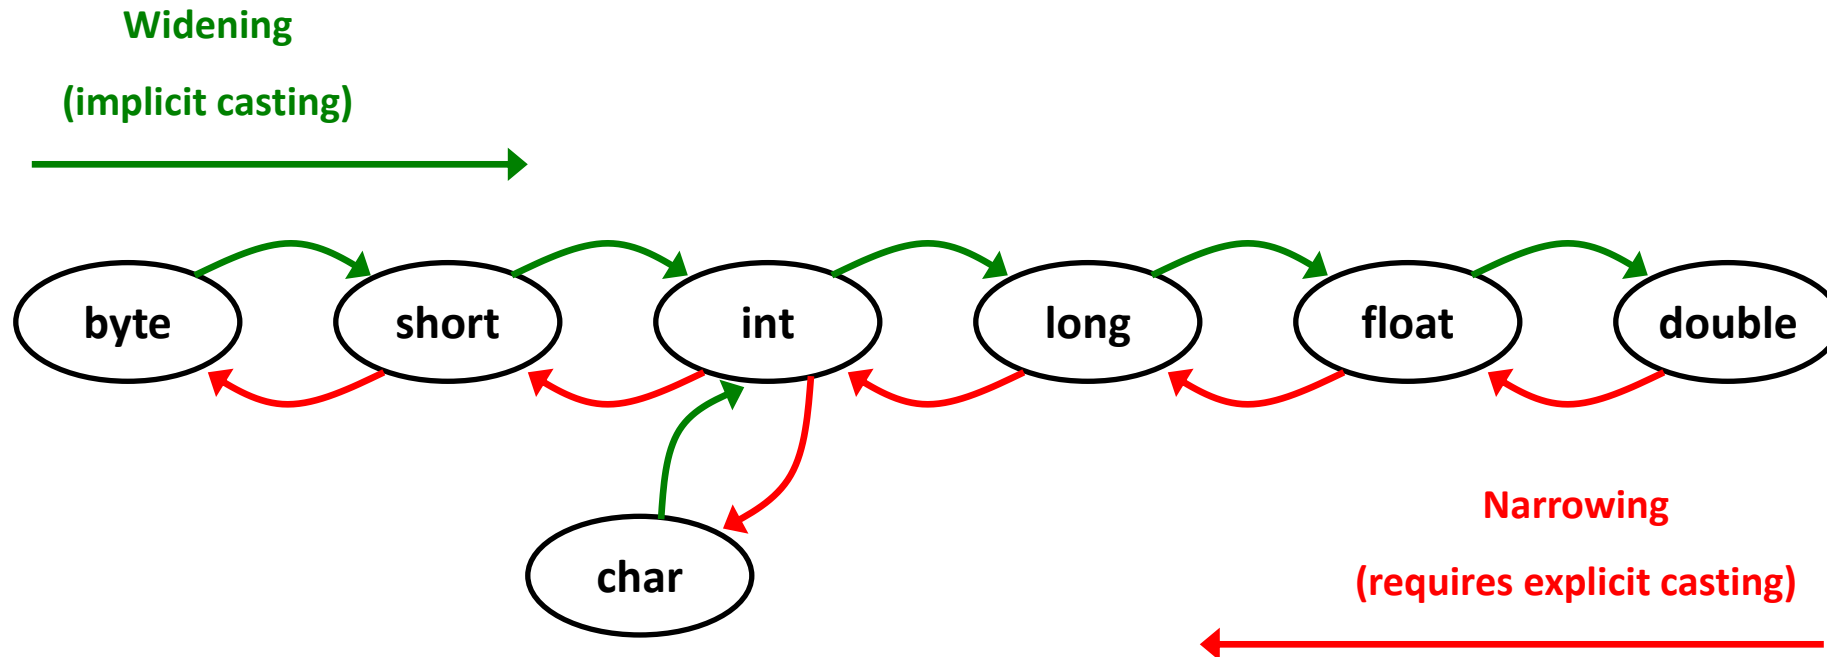 Widening
(implicit casting)
byte short int long float double
char
Narrowing
(requires explicit casting)